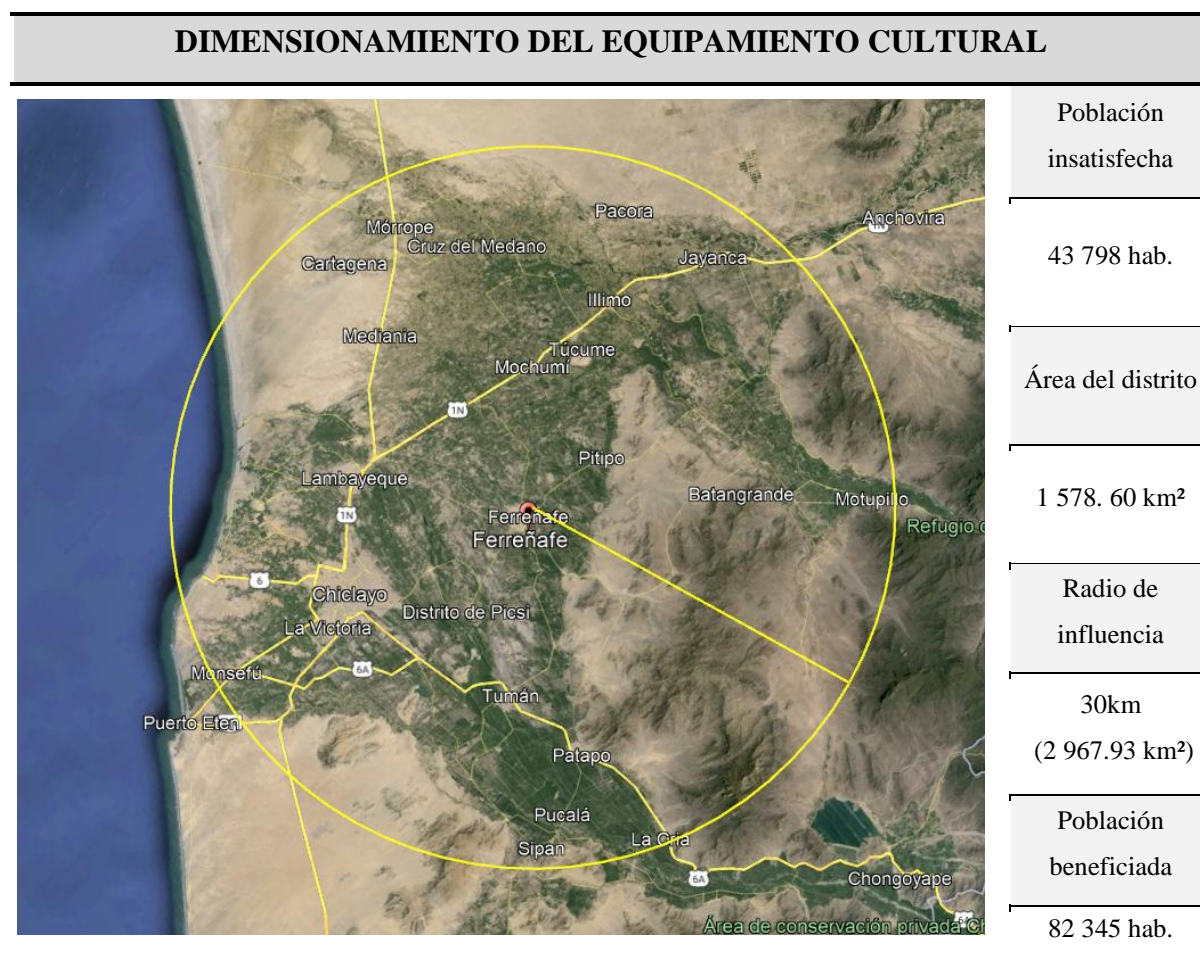 DIMENSIONAMIENTO DEL EQUIPAMIENTO CULTURAL
Población
insatisfecha
43 798 hab.
Área del distrito
1 578. 60 km²
Radio de
influencia
30km
(2 967.93 km²)
Población
beneficiada
82 345 hab.
Pacora
Anchovira
1N
Mórrope
Cruz del Medano
Cartagena
Jayanca
Illimo
Mediania
Túcume
Mochumí
1N
Pitipo
Lambayeque
Batangrande
Motupillo
1N
Ferreñafe
Ferreñafe
Refugio
6
Chiclayo
Distrito de Picsi
La Victoria
Monsefú
6A
Tumán
Puerto Eten
Patapo
Pucalá
La Cria
Sipan
6A
Chongoyape
Área de conservación privada